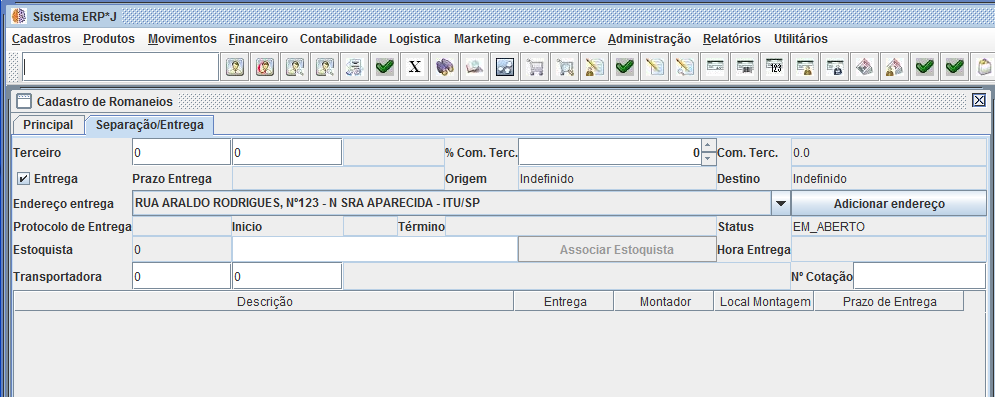 Sistema ERP*J
Cadastros Produtos Movimentos Financeiro Contabilidade Logística Marketing e-commerce Administração Relatórios Utilitários
X 123
Cadastro de Romaneios
Principal Separação/Entrega
Terceiro 0 0 % Com. Terc. 0 Com. Terc. 0.0
Entrega Prazo Entrega Origem Indefinido Destino Indefinido
Endereço entrega RUA ARALDO RODRIGUES, Nº123 - N SRA APARECIDA - ITU/SP Adicionar endereço
Protocolo de Entrega Inicio Término Status EM_ABERTO
Estoquista 0 Associar Estoquista Hora Entrega
Transportadora 0 0 Nº Cotação
Descrição Entrega Montador Local Montagem Prazo de Entrega